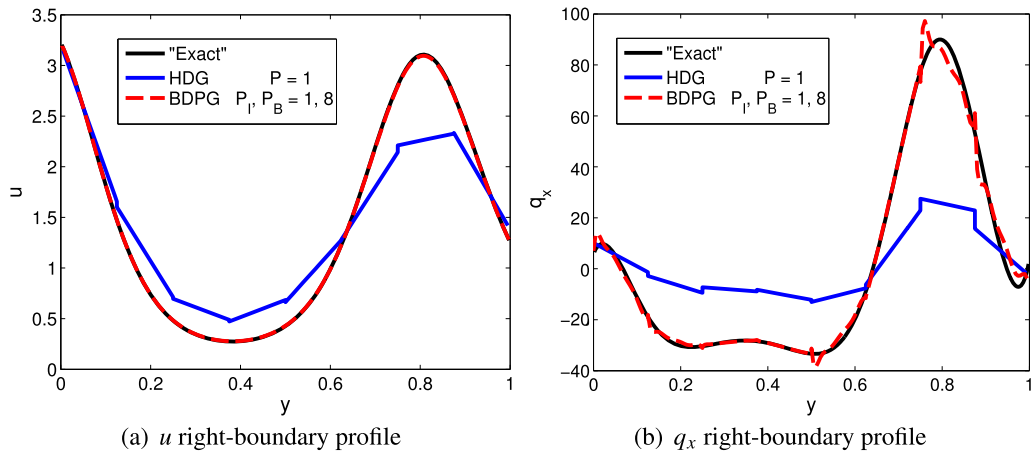 3.5
3
2.5
2
1.5
1
0.5
0
u
"Exact"
HDG P = 1
BDPG P_I, P_B = 1, 8
0 0.2 0.4 0.6 0.8 1
y
(a) u right-boundary profile
100
80
60
40
20
0
−20
−40
q_x
"Exact"
HDG P = 1
BDPG P_I, P_B = 1, 8
0 0.2 0.4 0.6 0.8 1
y
(b) q_x right-boundary profile